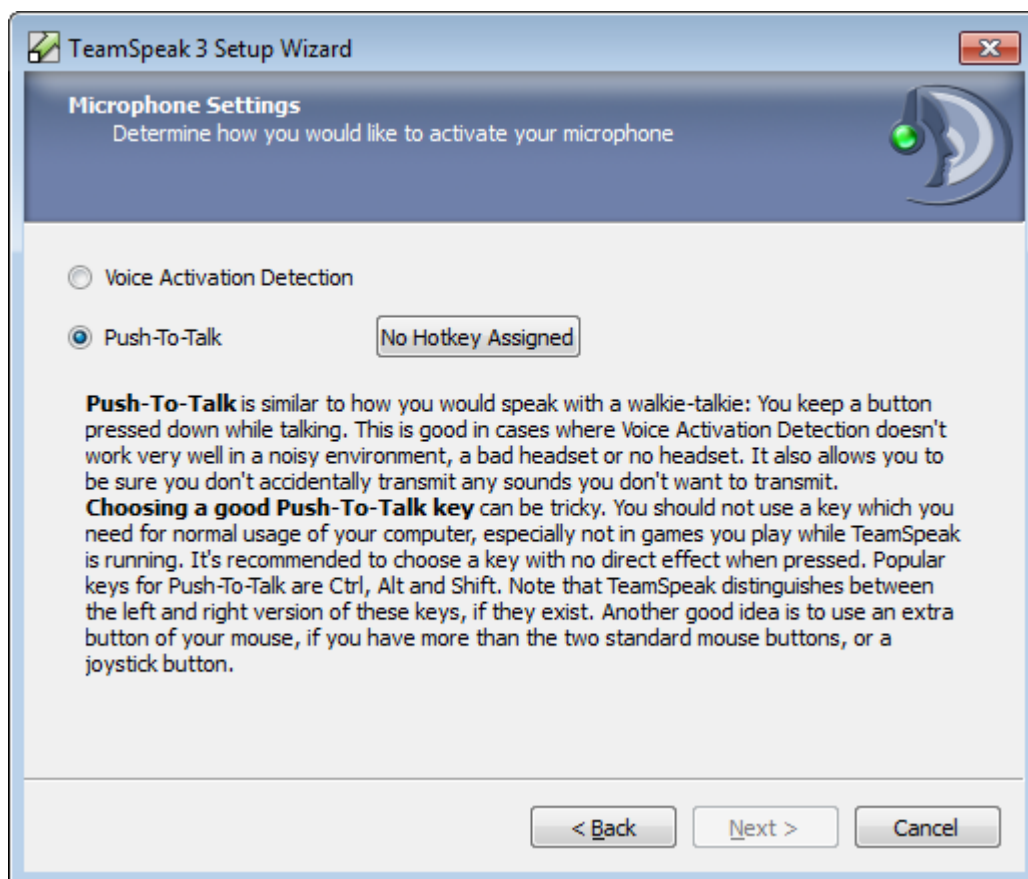 TeamSpeak 3 Setup Wizard
Microphone Settings
Determine how you would like to activate your microphone
Voice Activation Detection
Push-To-Talk
No Hotkey Assigned
Push-To-Talk is similar to how you would speak with a walkie-talkie: You keep a button
pressed down while talking. This is good in cases where Voice Activation Detection doesn't
work very well in a noisy environment, a bad headset or no headset. It also allows you to
be sure you don't accidentally transmit any sounds you don't want to transmit.
Choosing a good Push-To-Talk key can be tricky. You should not use a key which you
need for normal usage of your computer, especially not in games you play while TeamSpeak
is running. It's recommended to choose a key with no direct effect when pressed. Popular
keys for Push-To-Talk are Ctrl, Alt and Shift. Note that TeamSpeak distinguishes between
the left and right version of these keys, if they exist. Another good idea is to use an extra
button of your mouse, if you have more than the two standard mouse buttons, or a
joystick button.
< Back
Next >
Cancel